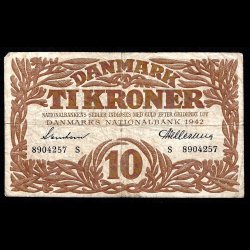 DANMARK
TI KRONER
NATIONALBANKENS SEDLER INDLØSES MED GULD EFTER GÆLDENDE LOV
DANMARKS NATIONALBANK 1942
8904257 S S 8904257
10